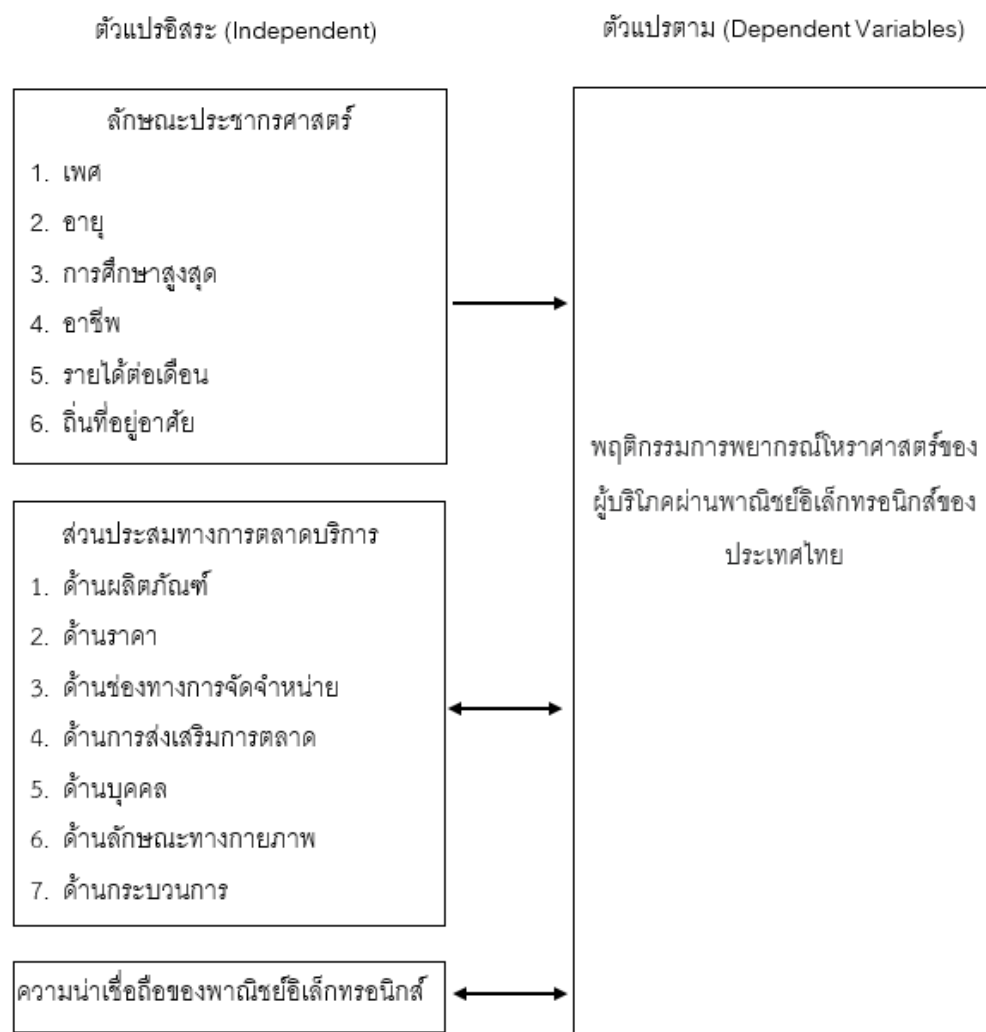 ตัวแปรอิสระ (Independent)
ตัวแปรตาม (Dependent Variables)
ลักษณะประชากรศาสตร์
1. เพศ
2. อายุ
3. การศึกษาสูงสุด
4. อาชีพ
5. รายได้ต่อเดือน
6. ถิ่นที่อยู่อาศัย
ส่วนประสมทางการตลาดบริการ
1. ด้านผลิตภัณฑ์
2. ด้านราคา
3. ด้านช่องทางการจัดจำหน่าย
4. ด้านการส่งเสริมการตลาด
5. ด้านบุคคล
6. ด้านลักษณะทางกายภาพ
7. ด้านกระบวนการ
ความน่าเชื่อถือของพาณิชย์อิเล็กทรอนิกส์
พฤติกรรมการพยากรณ์โหราศาสตร์ของ
ผู้บริโภคผ่านพาณิชย์อิเล็กทรอนิกส์ของ
ประเทศไทย